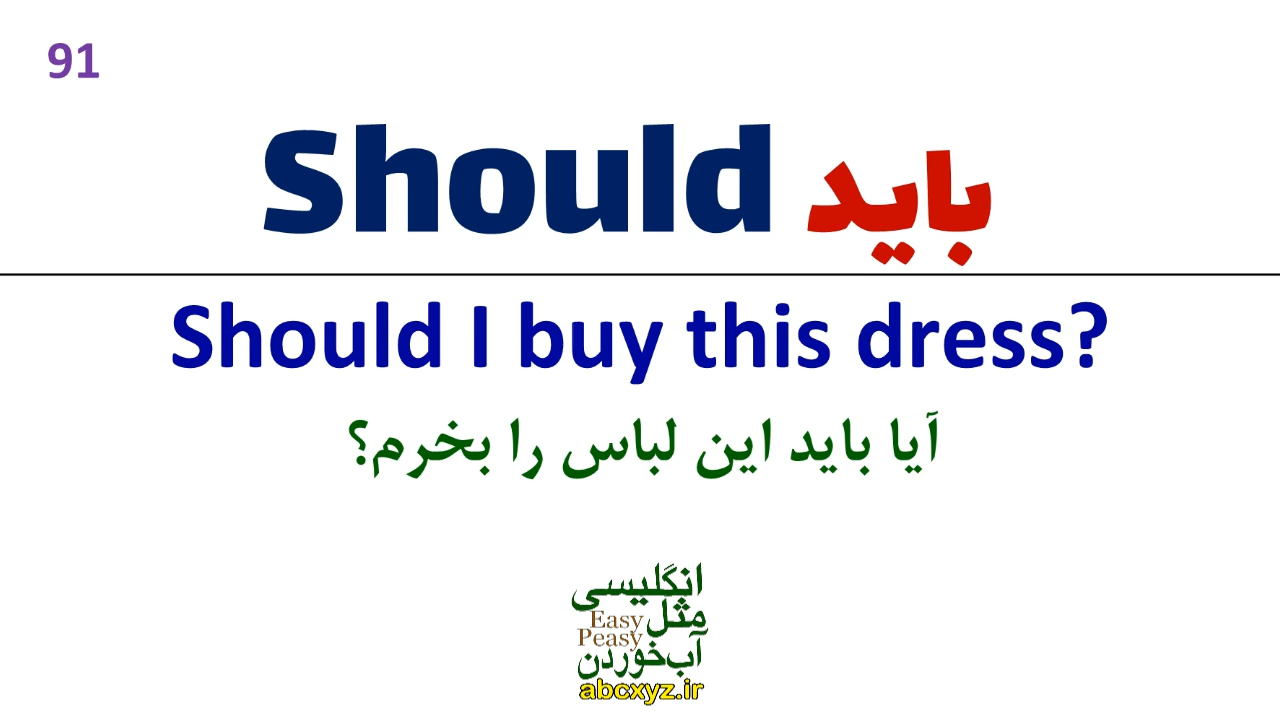 91
Should باید
Should I buy this dress?
آیا باید این لباس را بخرم؟
انگلیسی
مثل
Easy
Peasy
آب‌خوردن
abcxyz.ir